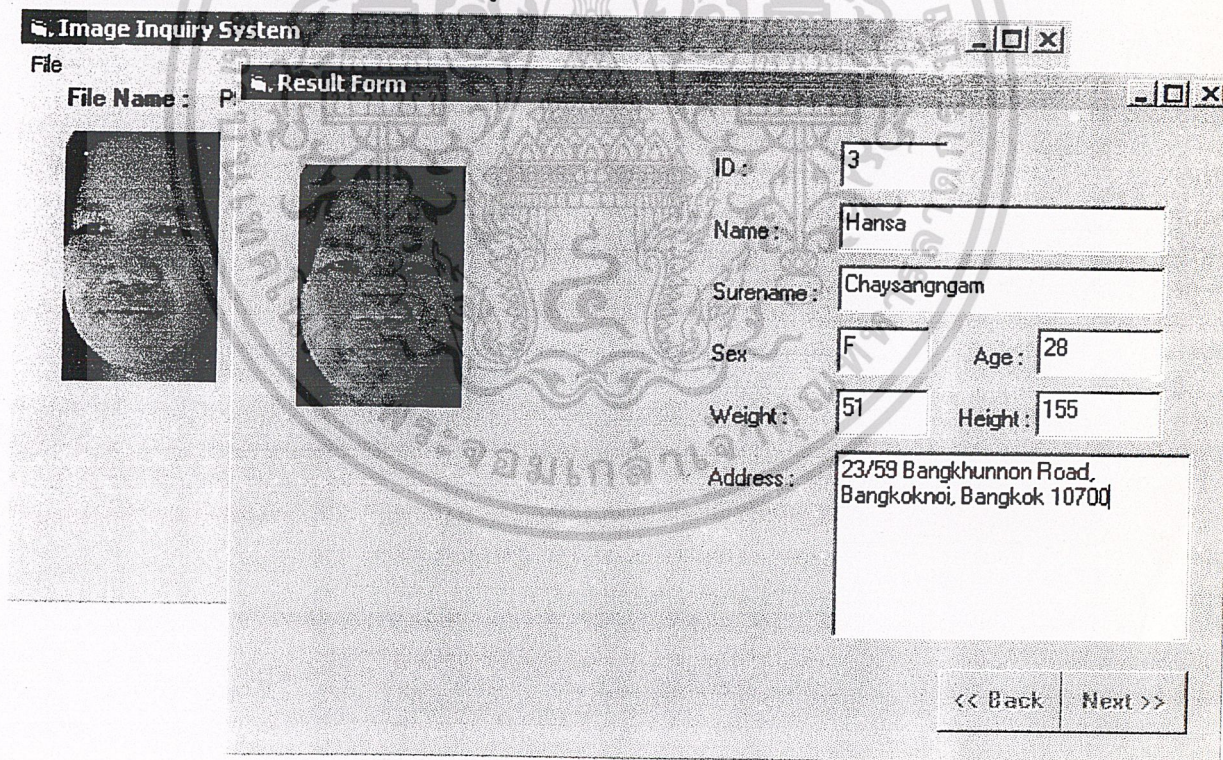 Image Inquiry System
File
File Name :
Result Form
ID : 3
Name : Hansa
Surename : Chaysangngam
Sex F Age : 28
Weight : 51 Height : 155
Address : 23/59 Bangkhunnon Road,
Bangkoknoi, Bangkok 10700
<< Back Next >>